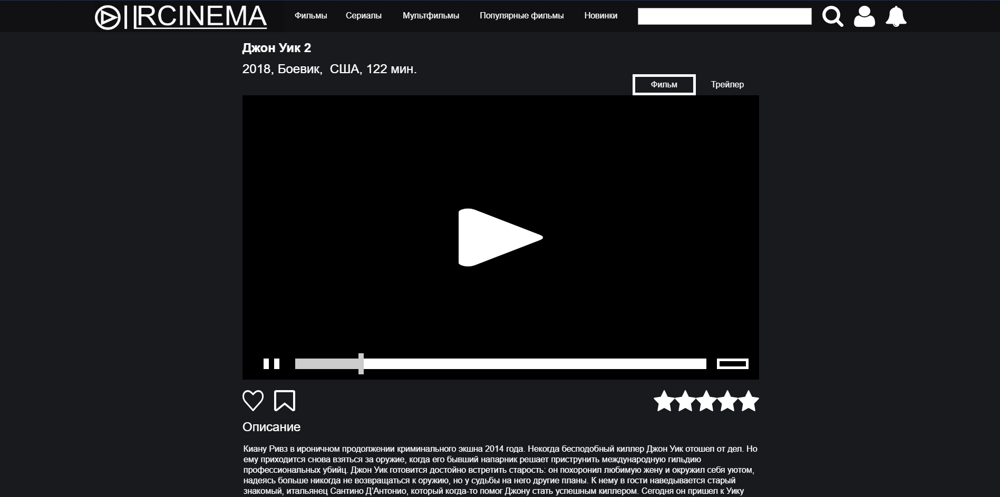 IRCINEMA
Фильмы Сериалы Мультфильмы Популярные фильмы Новинки
Джон Уик 2
2018, Боевик, США, 122 мин.
Фильм Трейлер
Описание
Киану Ривз в ироничном продолжении криминального экшна 2014 года. Некогда бесподобный киллер Джон Уик отошел от дел. Но
ему приходится снова взяться за оружие, когда его бывший напарник решает приструнить международную гильдию
профессиональных убийц. Джон Уик готовится достойно встретить старость: он похоронил любимую жену и окружил себя уютом,
надеясь больше никогда не возвращаться к оружию, но у судьбы на него другие планы. К нему в гости наведывается старый
знакомый, итальянец Сантино Д’Антонио, который когда-то помог Джону стать успешным киллером. Сегодня он пришел к Уику